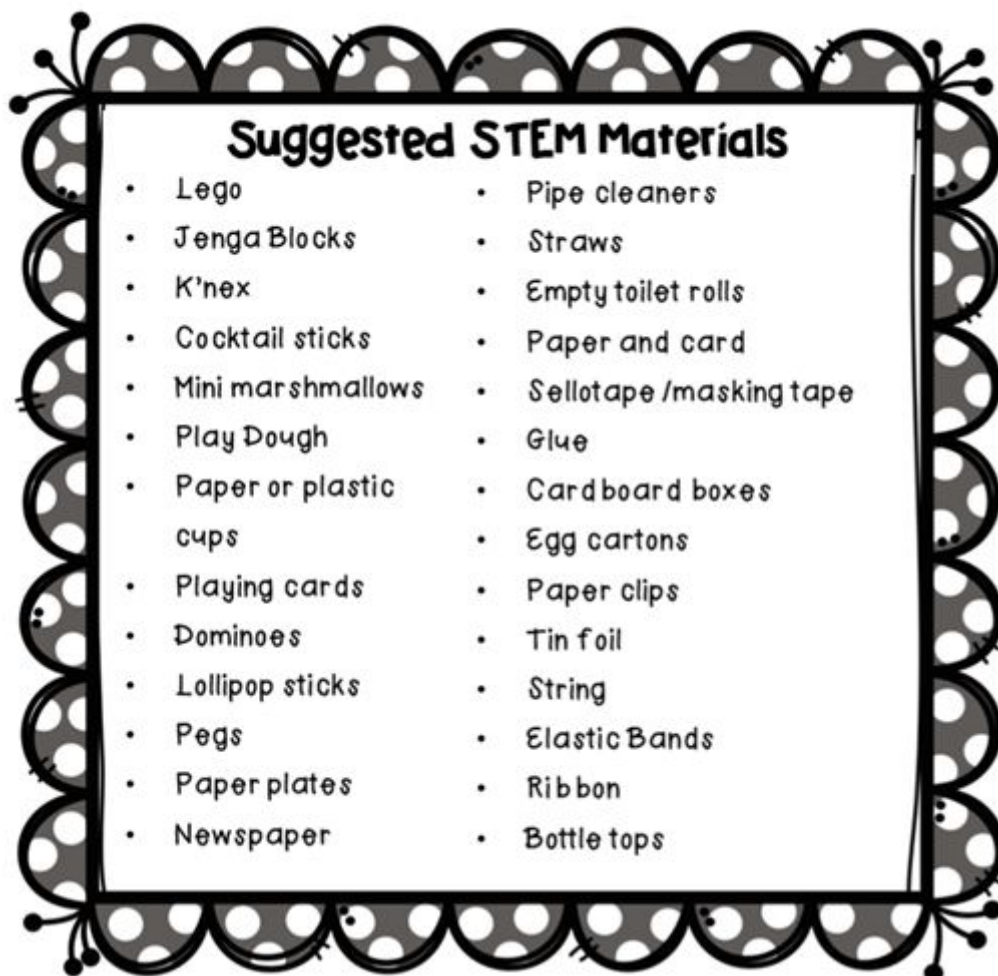 Suggested STEM Materials
• Lego
• Jenga Blocks
• K'nex
• Cocktail sticks
• Mini marshmallows
• Play Dough
• Paper or plastic
cups
• Playing cards
• Dominoes
• Lollipop sticks
• Pegs
• Paper plates
• Newspaper
• Pipe cleaners
• Straws
• Empty toilet rolls
• Paper and card
• Sellotape /masking tape
• Glue
• Cardboard boxes
• Egg cartons
• Paper clips
• Tin foil
• String
• Elastic Bands
• Ribbon
• Bottle tops